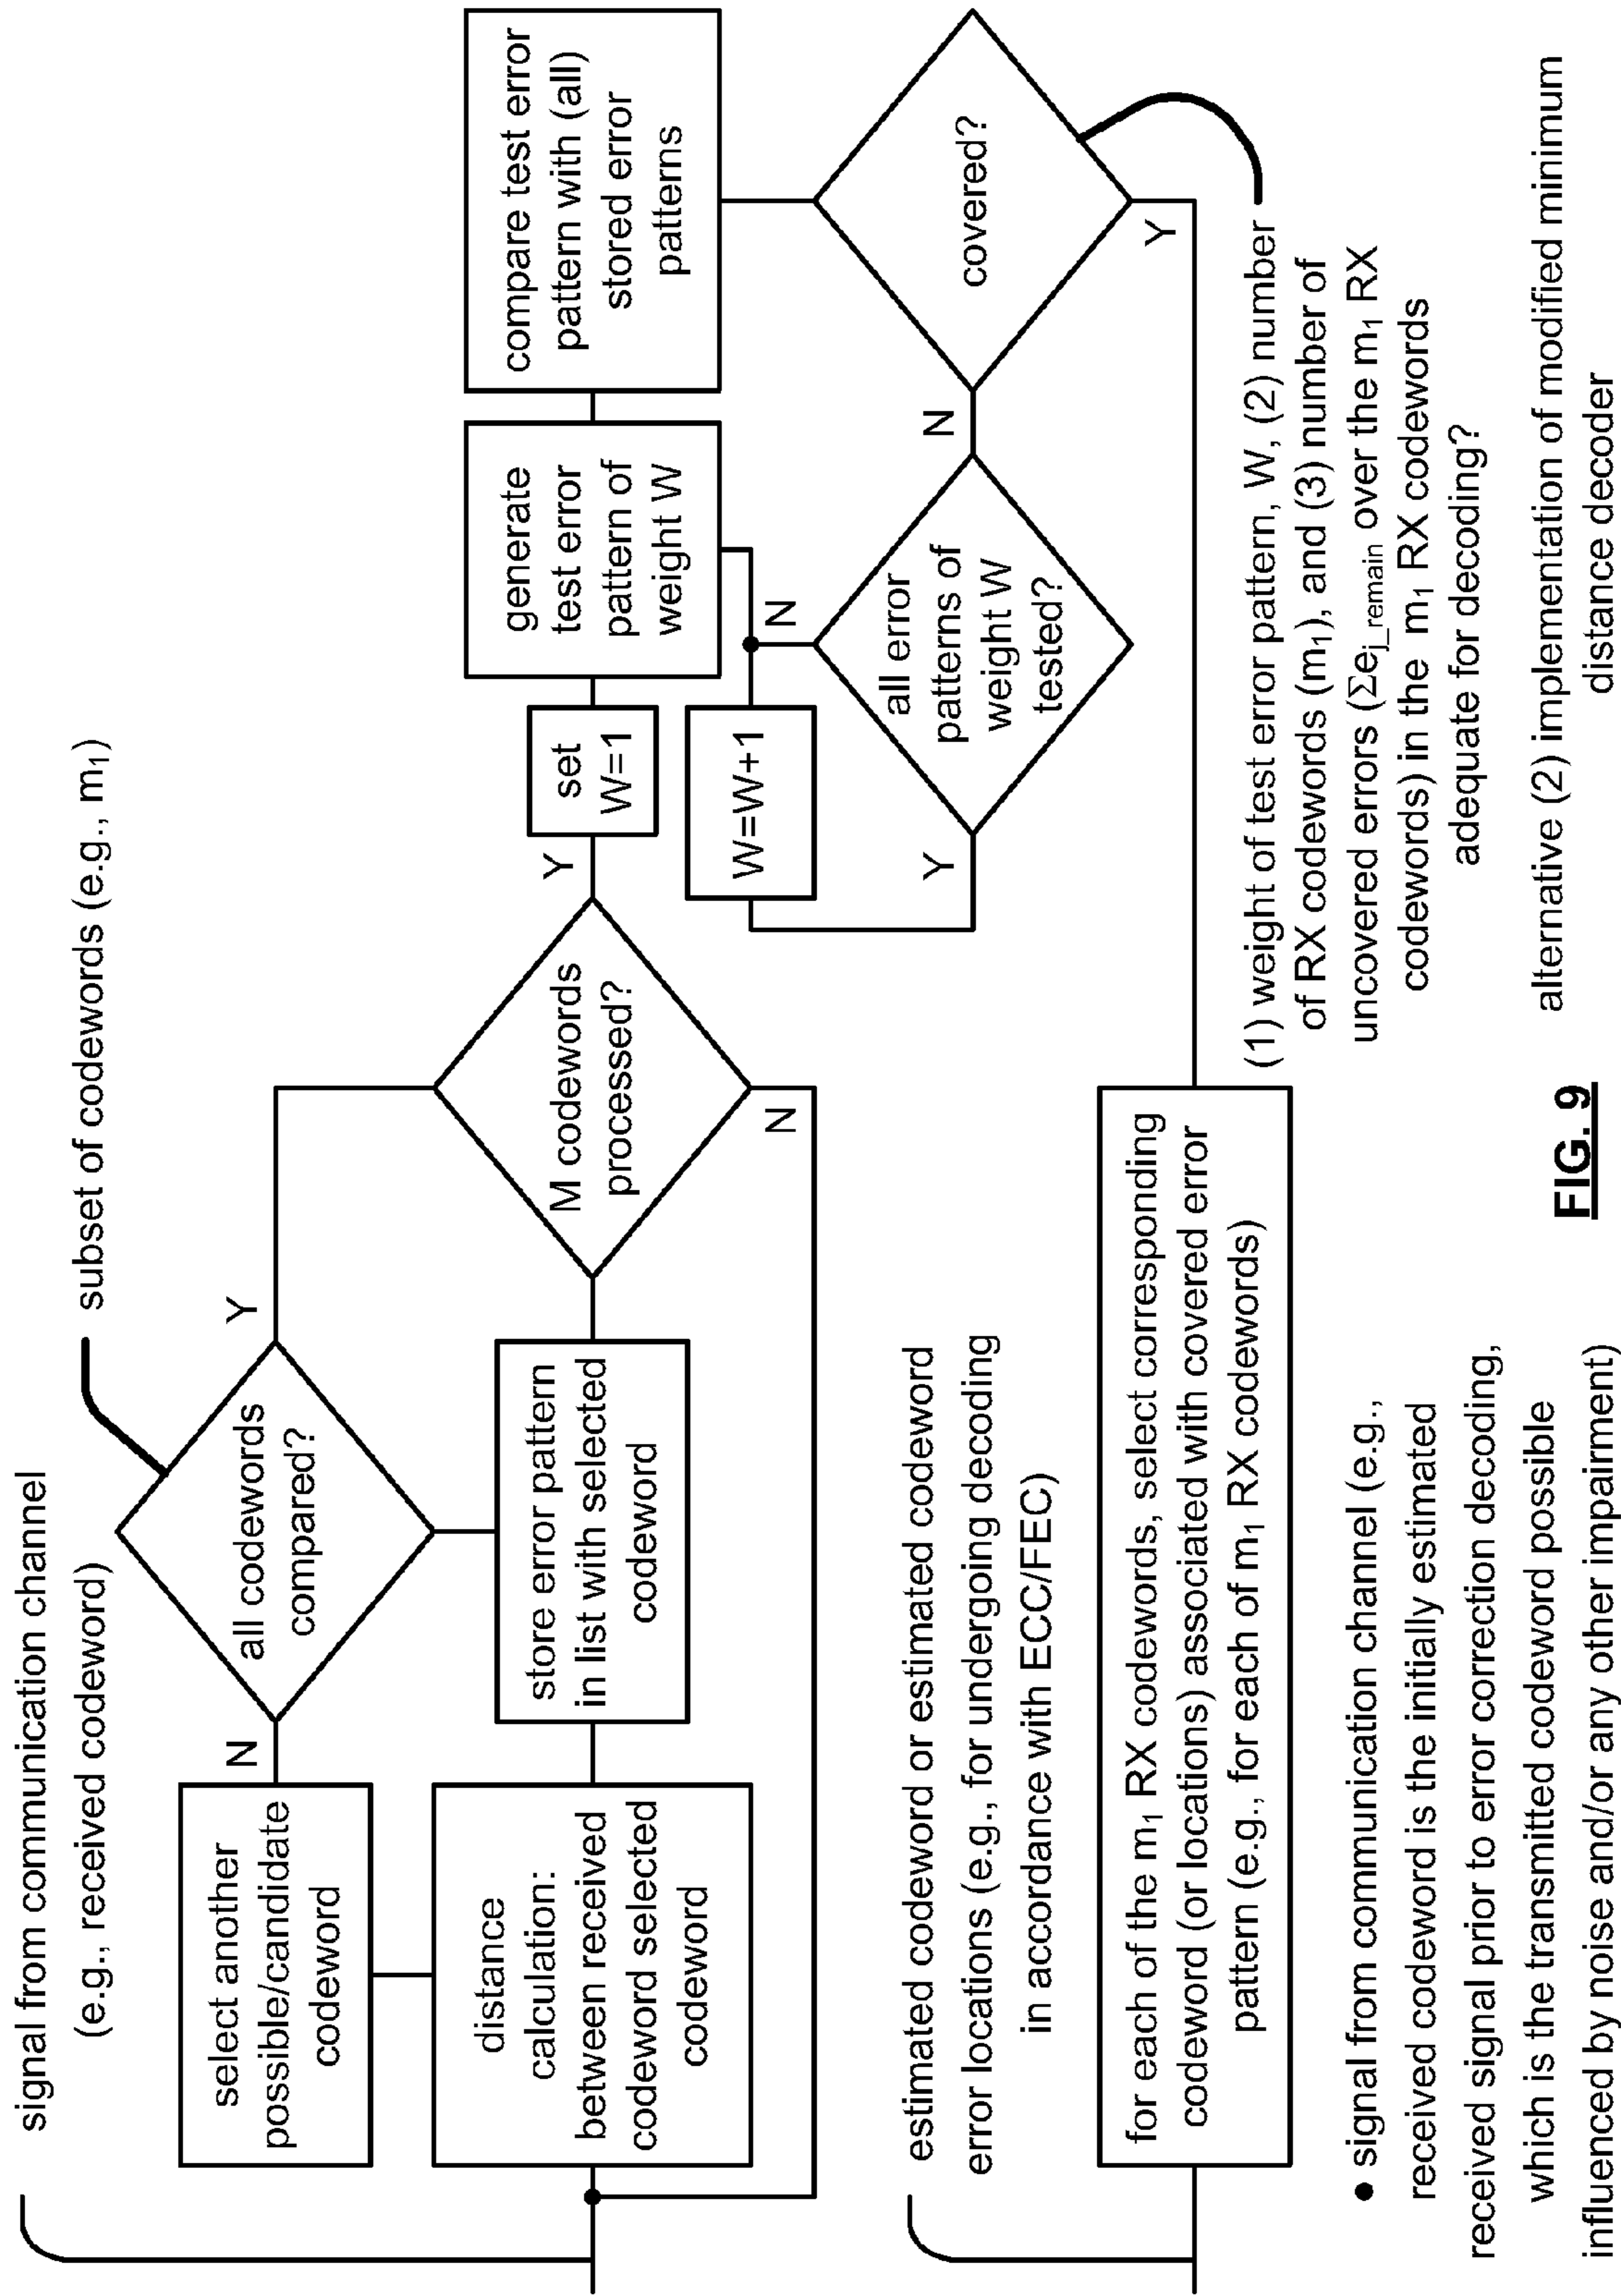 signal from communication channel
(e.g., received codeword)
subset of codewords (e.g., m₁)
select another
possible/candidate
codeword
N
all codewords
compared?
Y
distance
calculation:
between received
codeword selected
codeword
store error pattern
in list with selected
codeword
M codewords
processed?
Y
N
set
W=1
generate
test error
pattern of
weight W
compare test error
pattern with (all)
stored error
patterns
W=W+1
N
Y
all error
patterns of
weight W
tested?
N
covered?
Y
estimated codeword or estimated codeword
error locations (e.g., for undergoing decoding
in accordance with ECC/FEC)
for each of the m₁ RX codewords, select corresponding
codeword (or locations) associated with covered error
pattern (e.g., for each of m₁ RX codewords)
(1) weight of test error pattern, W, (2) number
of RX codewords (m₁), and (3) number of
uncovered errors (Σej_remain over the m₁ RX
codewords) in the m₁ RX codewords
adequate for decoding?
● signal from communication channel (e.g.,
received codeword is the initially estimated
received signal prior to error correction decoding,
which is the transmitted codeword possible
influenced by noise and/or any other impairment)
FIG. 9
alternative (2) implementation of modified minimum
distance decoder